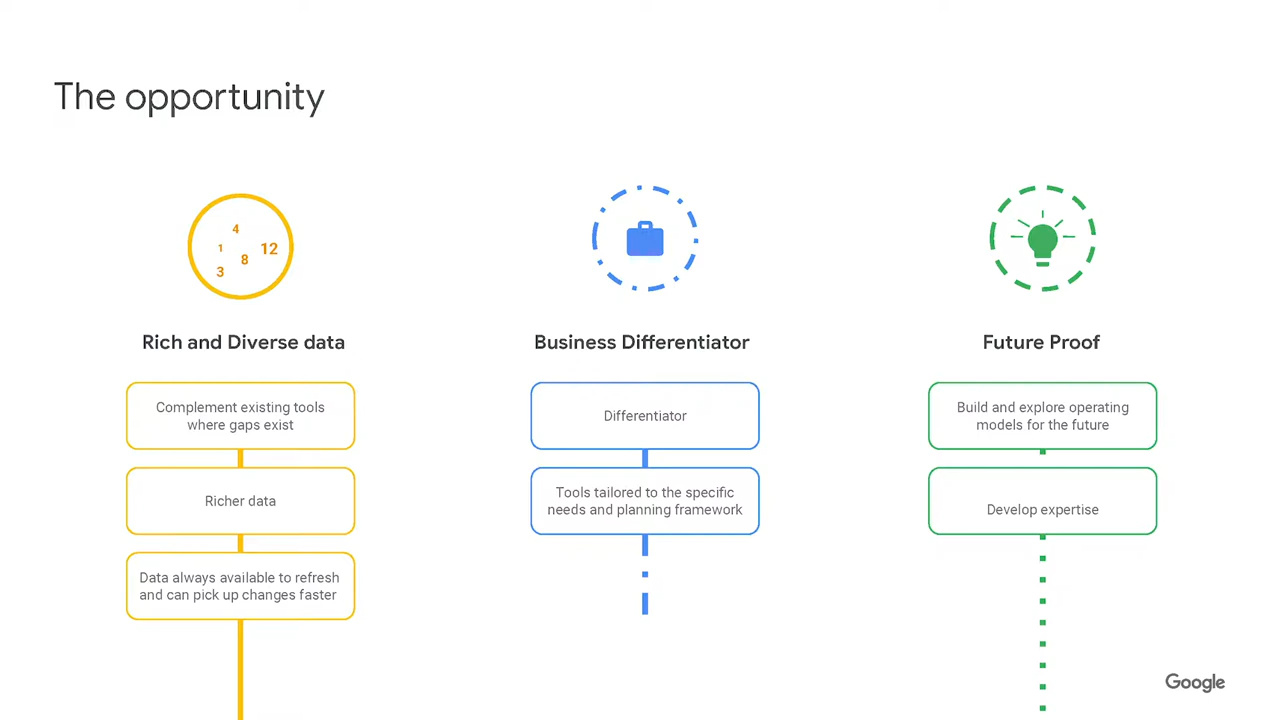 The opportunity
4
1
12
8
3
Rich and Diverse data
Complement existing tools
where gaps exist
Richer data
Data always available to refresh
and can pick up changes faster
Business Differentiator
Differentiator
Tools tailored to the specific
needs and planning framework
Future Proof
Build and explore operating
models for the future
Develop expertise
Google